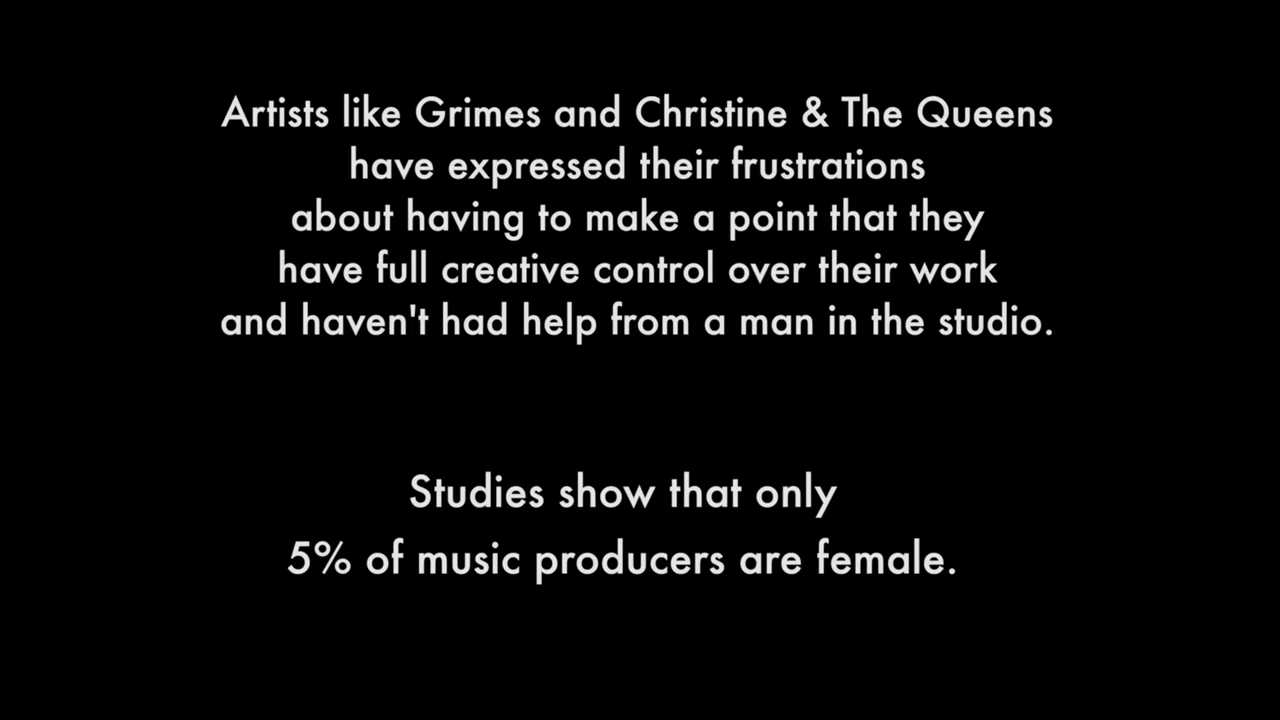 Artists like Grimes and Christine & The Queens
have expressed their frustrations
about having to make a point that they
have full creative control over their work
and haven't had help from a man in the studio.
Studies show that only
5% of music producers are female.